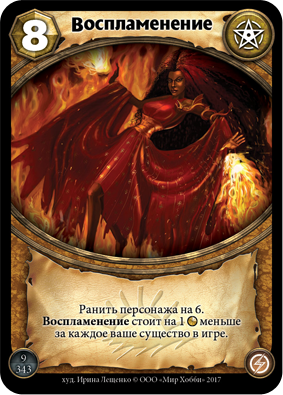 8
Воспламенение
Ранить персонажа на 6.
Воспламенение стоит на 1 меньше
за каждое ваше существо в игре.
9
343
худ. Ирина Лещенко © ООО «Мир Хобби» 2017